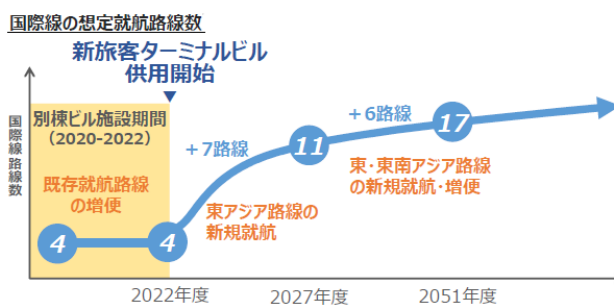 国際線の想定就航路線数
新旅客ターミナルビル
供用開始
国際線路線数
別棟ビル施設期間
(2020-2022)
既存就航路線
の増便
4
4
+7路線
東アジア路線の
新規就航
11
+6路線
17
東・東南アジア路線
の新規就航・増便
2022年度
2027年度
2051年度